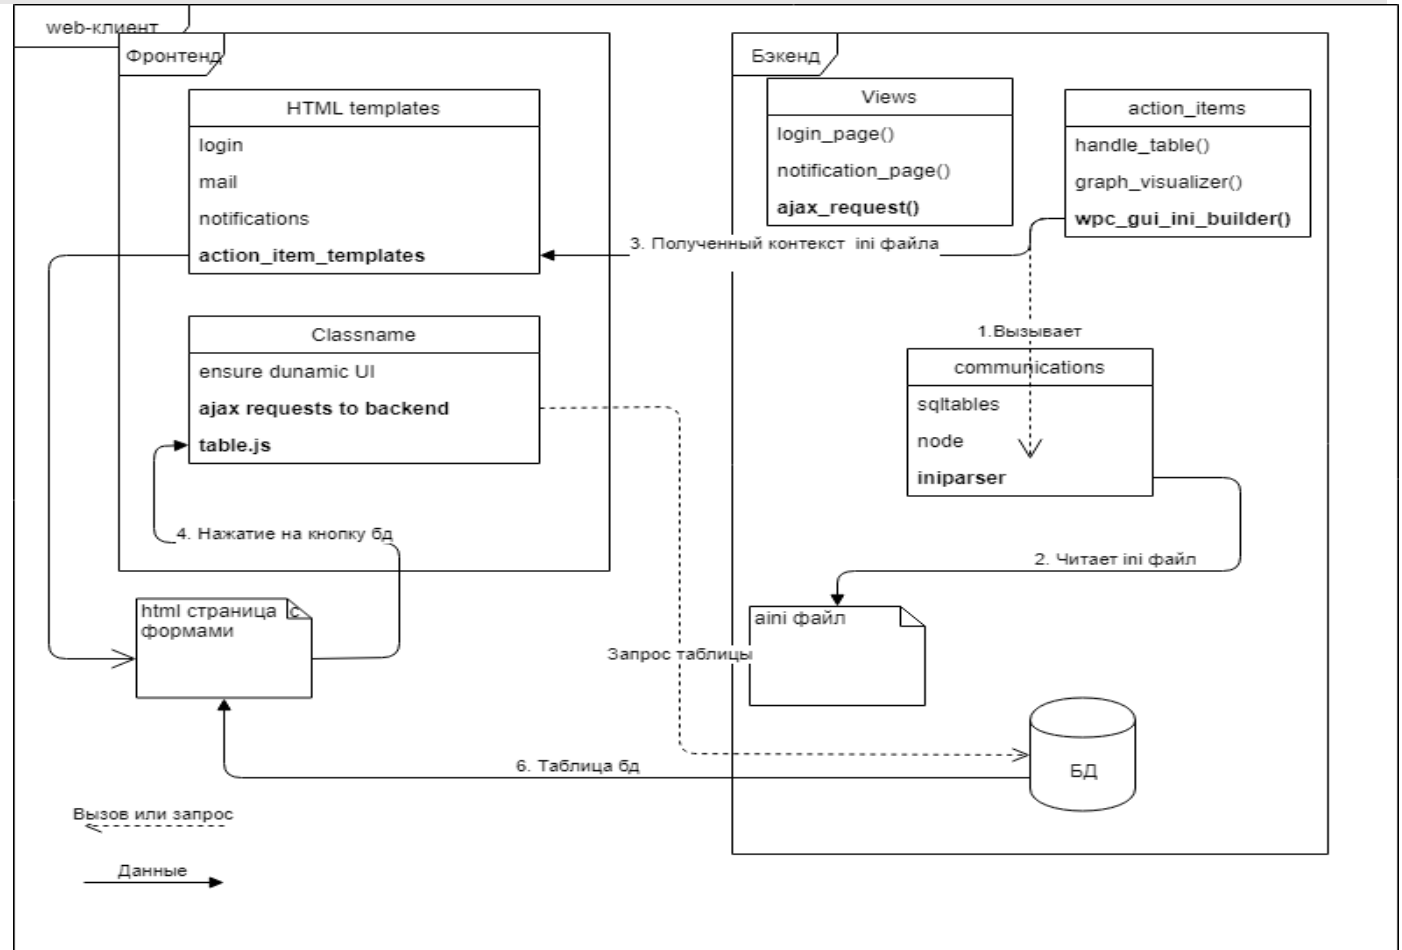 web-клиент
Фронтенд
HTML templates
login
mail
notifications
action_item_templates
Classname
ensure dunamic UI
ajax requests to backend
table.js
4. Нажатие на кнопку бд
html страница с
формами
Бэкенд
Views
login_page()
notification_page()
ajax_request()
action_items
handle_table()
graph_visualizer()
wpc_gui_ini_builder()
3. Полученный контекст ini файла
1.Вызывает
communications
sqltables
node
iniparser
2. Читает ini файл
aini файл
Запрос таблицы
БД
6. Таблица бд
Вызов или запрос
Данные